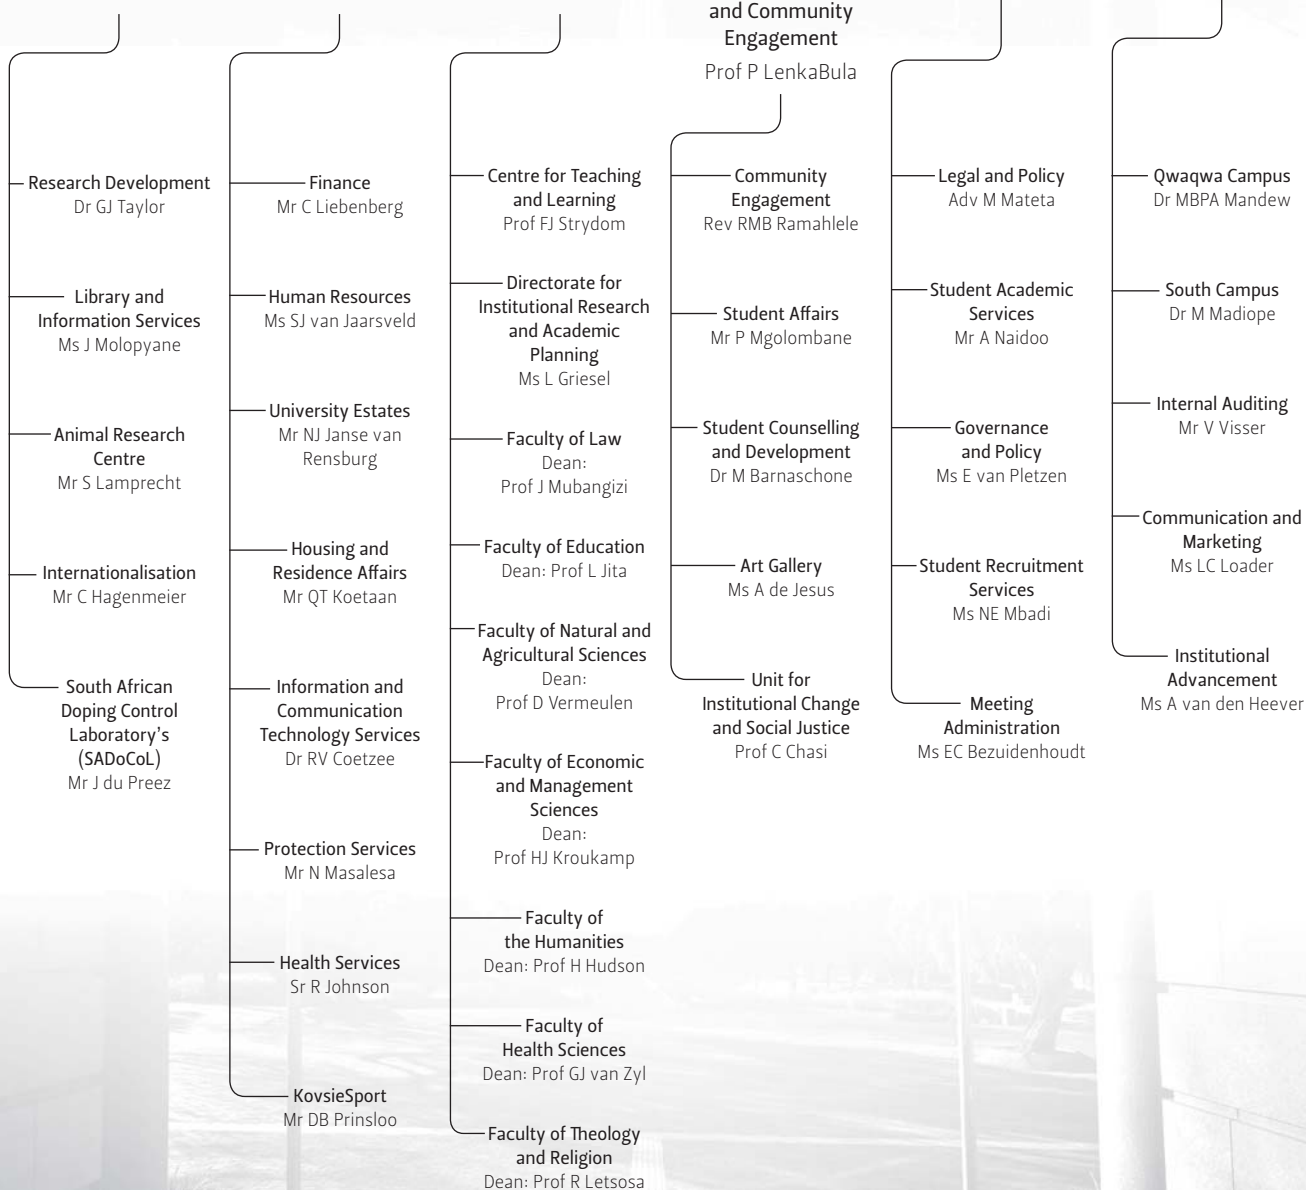 and Community
Engagement
Prof P LenkaBula
Research Development
Dr GJ Taylor
Library and
Information Services
Ms J Molopyane
Animal Research
Centre
Mr S Lamprecht
Internationalisation
Mr C Hagenmeier
South African
Doping Control
Laboratory's
(SADoCoL)
Mr J du Preez
Finance
Mr C Liebenberg
Human Resources
Ms SJ van Jaarsveld
University Estates
Mr NJ Janse van
Rensburg
Housing and
Residence Affairs
Mr QT Koetaan
Information and
Communication
Technology Services
Dr RV Coetzee
Protection Services
Mr N Masalesa
Health Services
Sr R Johnson
KovsieSport
Mr DB Prinsloo
Centre for Teaching
and Learning
Prof FJ Strydom
Directorate for
Institutional Research
and Academic
Planning
Ms L Griesel
Faculty of Law
Dean:
Prof J Mubangizi
Faculty of Education
Dean: Prof L Jita
Faculty of Natural and
Agricultural Sciences
Dean:
Prof D Vermeulen
Faculty of Economic
and Management
Sciences
Dean:
Prof HJ Kroukamp
Faculty of
the Humanities
Dean: Prof H Hudson
Faculty of
Health Sciences
Dean: Prof GJ van Zyl
Faculty of Theology
and Religion
Dean: Prof R Letsosa
Community
Engagement
Rev RMB Ramahlele
Student Affairs
Mr P Mgolombane
Student Counselling
and Development
Dr M Barnaschone
Art Gallery
Ms A de Jesus
Unit for
Institutional Change
and Social Justice
Prof C Chasi
Legal and Policy
Adv M Mateta
Student Academic
Services
Mr A Naidoo
Governance
and Policy
Ms E van Pletzen
Student Recruitment
Services
Ms NE Mbadi
Meeting
Administration
Ms EC Bezuidenhoudt
Qwaqwa Campus
Dr MBPA Mandew
South Campus
Dr M Madiope
Internal Auditing
Mr V Visser
Communication and
Marketing
Ms LC Loader
Institutional
Advancement
Ms A van den Heever